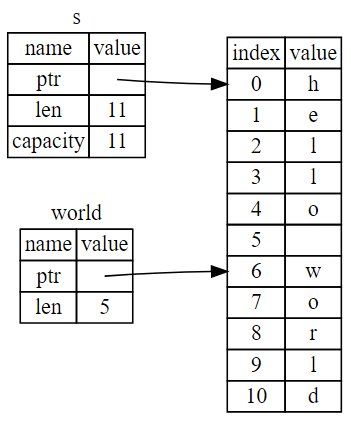 s
name value
ptr
len 11
capacity 11
world
name value
ptr
len 5
index value
0 h
1 e
2 l
3 l
4 o
5
6 w
7 o
8 r
9 l
10 d